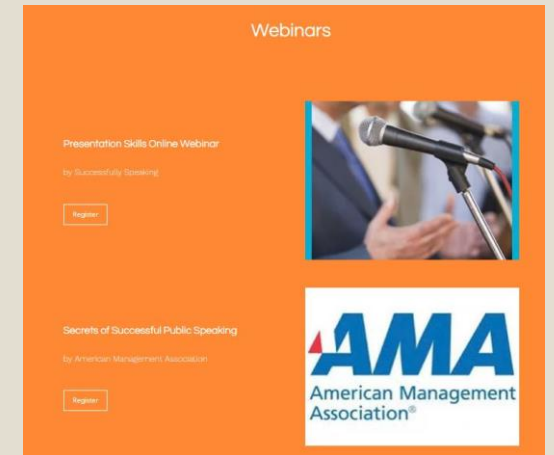 Webinars
Presentation Skills Online Webinar
by Successfully Speaking
Register
Secrets of Successful Public Speaking
by American Management Association
Register
AMA
American Management
Association®